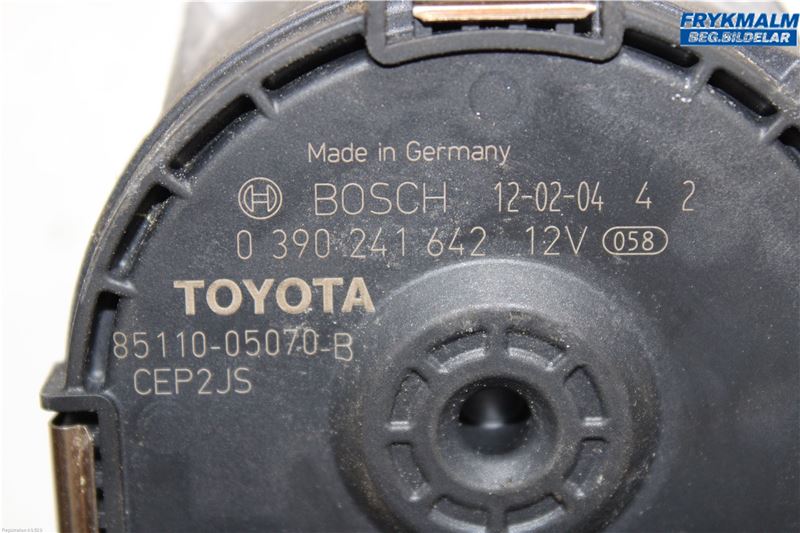 FRYKMALM
BEG.BILDELAR
Made in Germany
BOSCH 12-02-04 4 2
0 390 241 642 12V 058
TOYOTA
85110-05070-B
CEP2JS